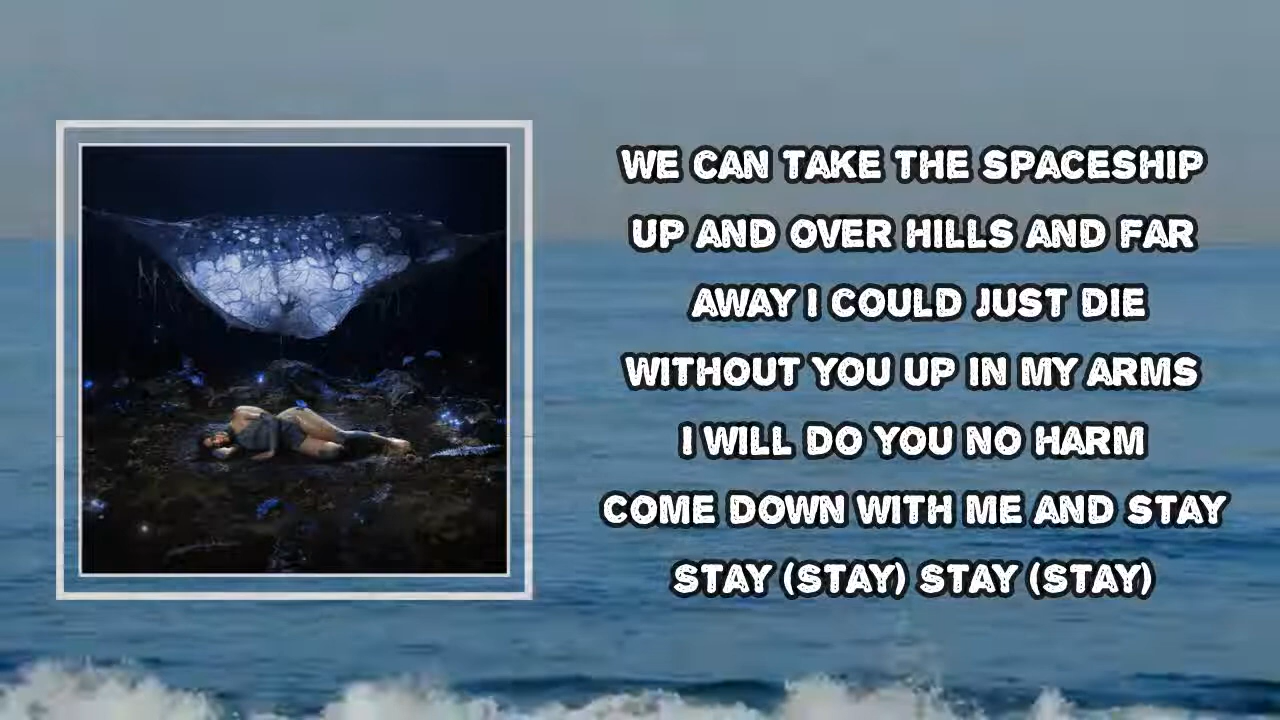 WE CAN TAKE THE SPACESHIP
UP AND OVER HILLS AND FAR
AWAY I COULD JUST DIE
WITHOUT YOU UP IN MY ARMS
I WILL DO YOU NO HARM
COME DOWN WITH ME AND STAY
STAY (STAY) STAY (STAY)